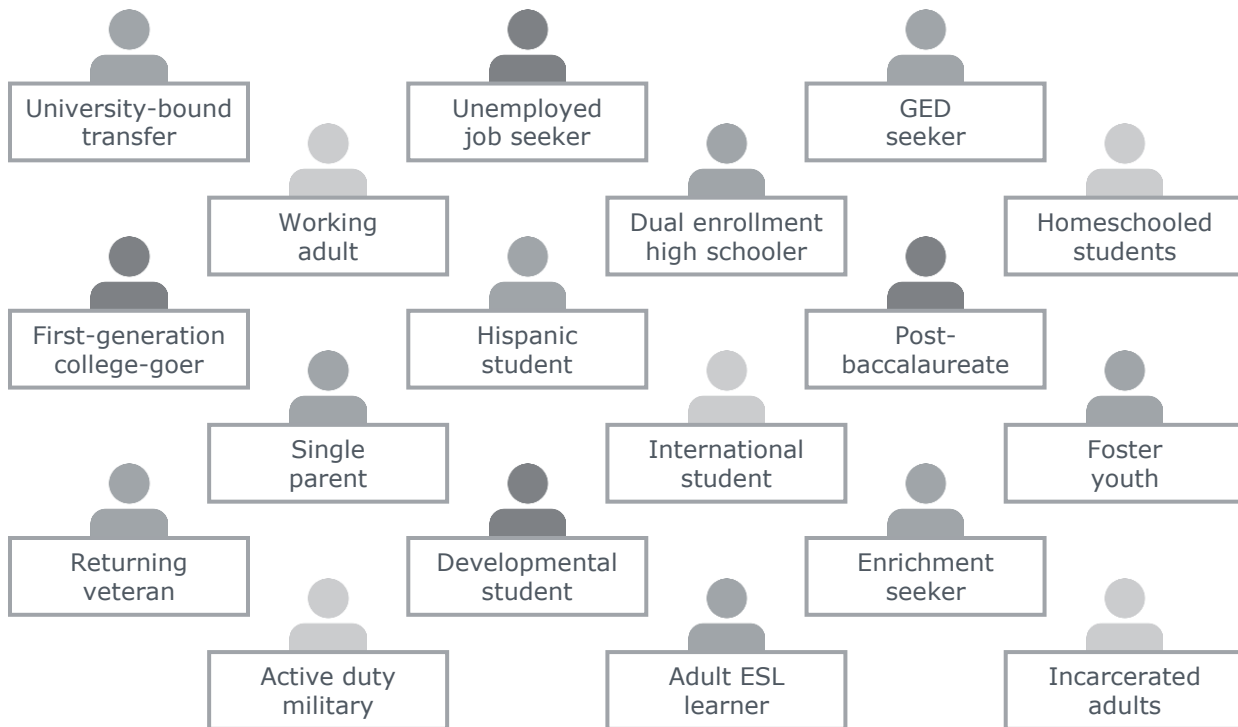 University-bound
transfer
Unemployed
job seeker
GED
seeker
Working
adult
Dual enrollment
high schooler
Homeschooled
students
First-generation
college-goer
Hispanic
student
Post-
baccalaureate
Single
parent
International
student
Foster
youth
Returning
veteran
Developmental
student
Enrichment
seeker
Active duty
military
Adult ESL
learner
Incarcerated
adults